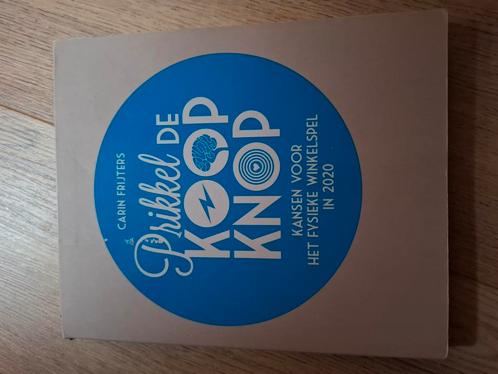 CARIN FRIJTERS
Prikkel DE
KOOP
KNOP
KANSEN VOOR
HET FYSIEKE WINKELSPEL
IN 2020